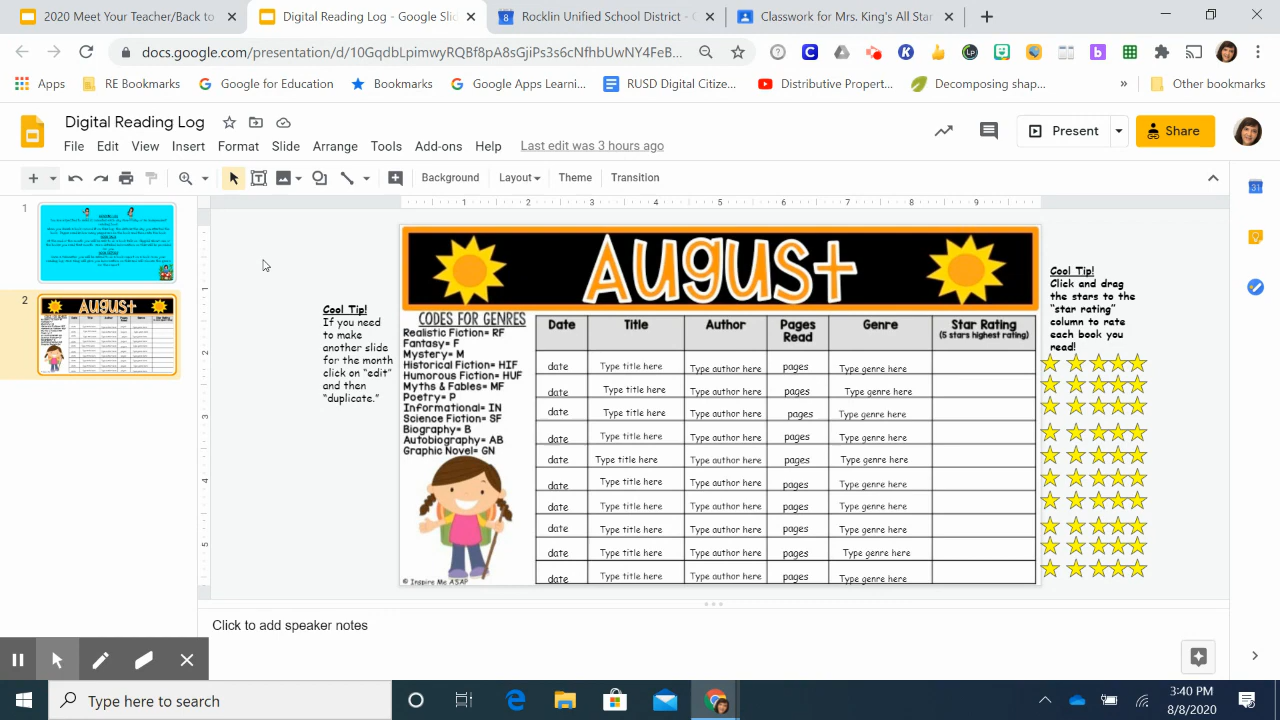 2020 Meet Your Teacher/Back to
Digital Reading Log - Google Slid
Rocklin Unified School District - C
Classwork for Mrs. King's All Star
docs.google.com/presentation/d/10GqdbLpimwyRQBf8pA8sGliPs3s6cNfhbUwNY4FeB...
Apps
RE Bookmarks
Google for Education
Bookmarks
Google Apps Learni...
RUSD Digital Citize...
Distributive Propert...
Decomposing shap...
»
Other bookmarks
Digital Reading Log
File Edit View Insert Format Slide Arrange Tools Add-ons Help Last edit was 3 hours ago
Present
Share
Background Layout Theme Transition
1
2
AUGUST
AUGUST
Cool Tip!
If you need
to make
another slide
for the month
click on "edit"
and then
"duplicate."
CODES FOR GENRES
Realistic Fiction= RF
Fantasy= F
Mystery= M
Historical Fiction= HIF
Humorous Fiction= HUF
Myths & Fables= MF
Poetry= P
Informational= IN
Science Fiction= SF
Biography= B
Autobiography= AB
Graphic Novel= GN
© Inspire Me ASAP
Date Title Author Pages Read Genre Star Rating
(5 stars highest rating)
date Type title here Type author here pages Type genre here
date Type title here Type author here pages Type genre here
date Type title here Type author here pages Type genre here
date Type title here Type author here pages Type genre here
date Type title here Type author here pages Type genre here
date Type title here Type author here pages Type genre here
date Type title here Type author here pages Type genre here
date Type title here Type author here pages Type genre here
date Type title here Type author here pages Type genre here
date Type title here Type author here pages Type genre here
Cool Tip!
Click and drag
the stars to the
"star rating"
column to rate
each book you
read!
Click to add speaker notes
Type here to search
3:40 PM
8/8/2020